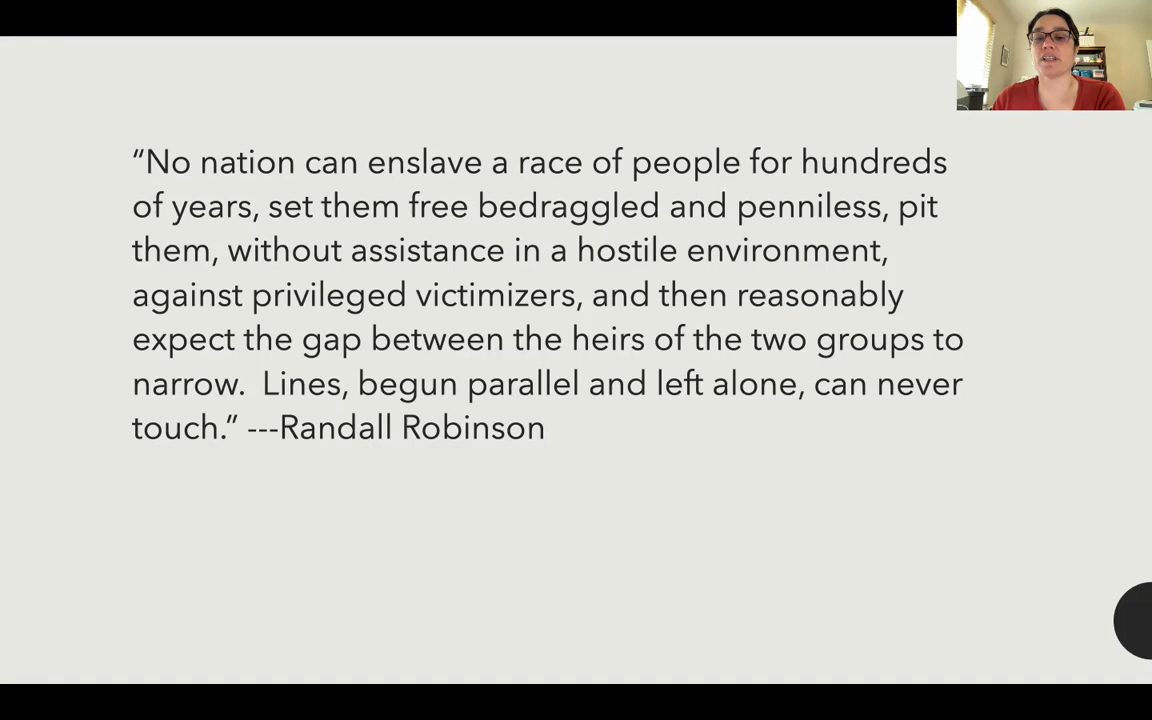 “No nation can enslave a race of people for hundreds
of years, set them free bedraggled and penniless, pit
them, without assistance in a hostile environment,
against privileged victimizers, and then reasonably
expect the gap between the heirs of the two groups to
narrow.  Lines, begun parallel and left alone, can never
touch.” ---Randall Robinson